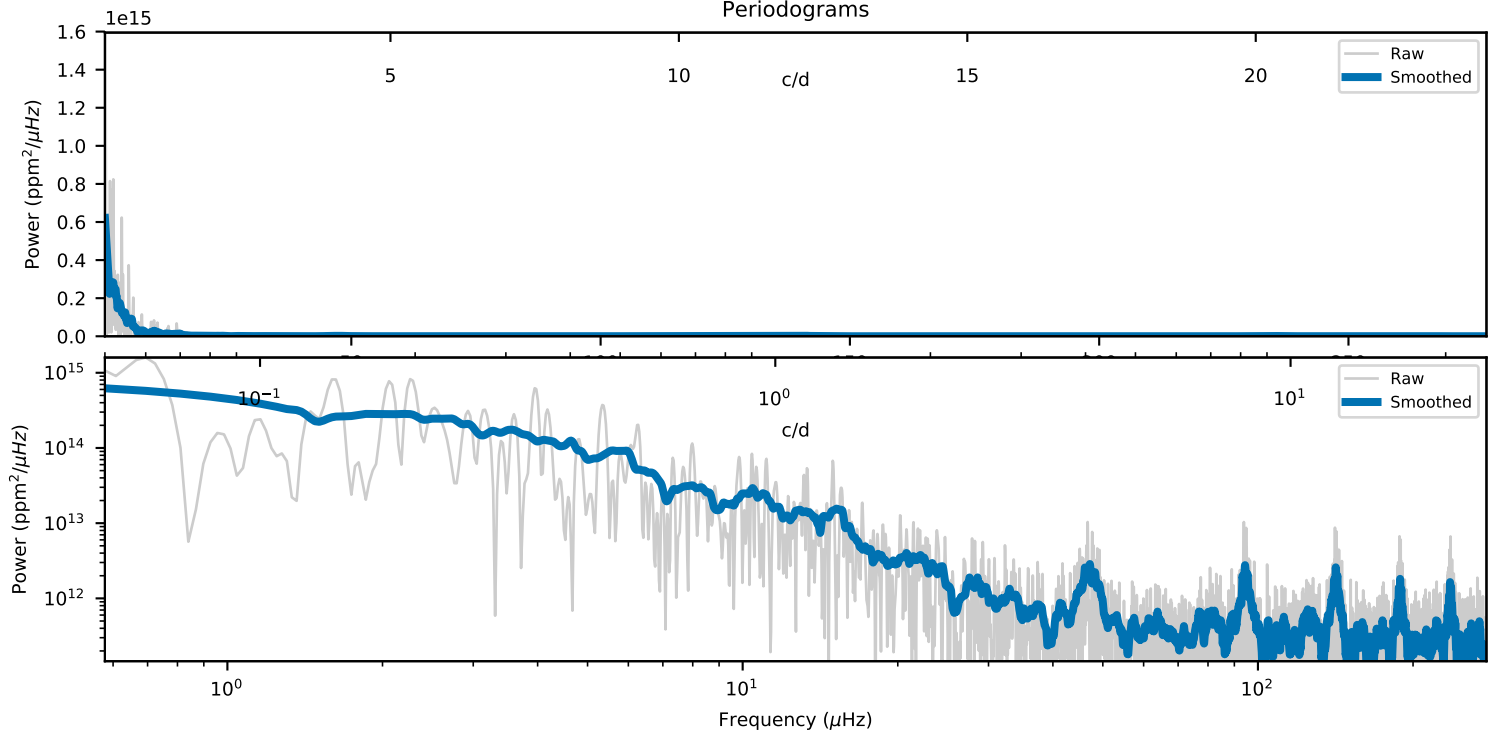 Periodograms
1e15
1.6
1.4
1.2
1.0
0.8
0.6
0.4
0.2
0.0
Power (ppm²/μHz)
5 10 15 20
c/d
Raw
Smoothed
10¹⁵
10¹⁴
10¹³
10¹²
Power (ppm²/μHz)
10⁻¹ 10⁰ 10¹
c/d
Raw
Smoothed
10⁰ 10¹ 10²
Frequency (μHz)